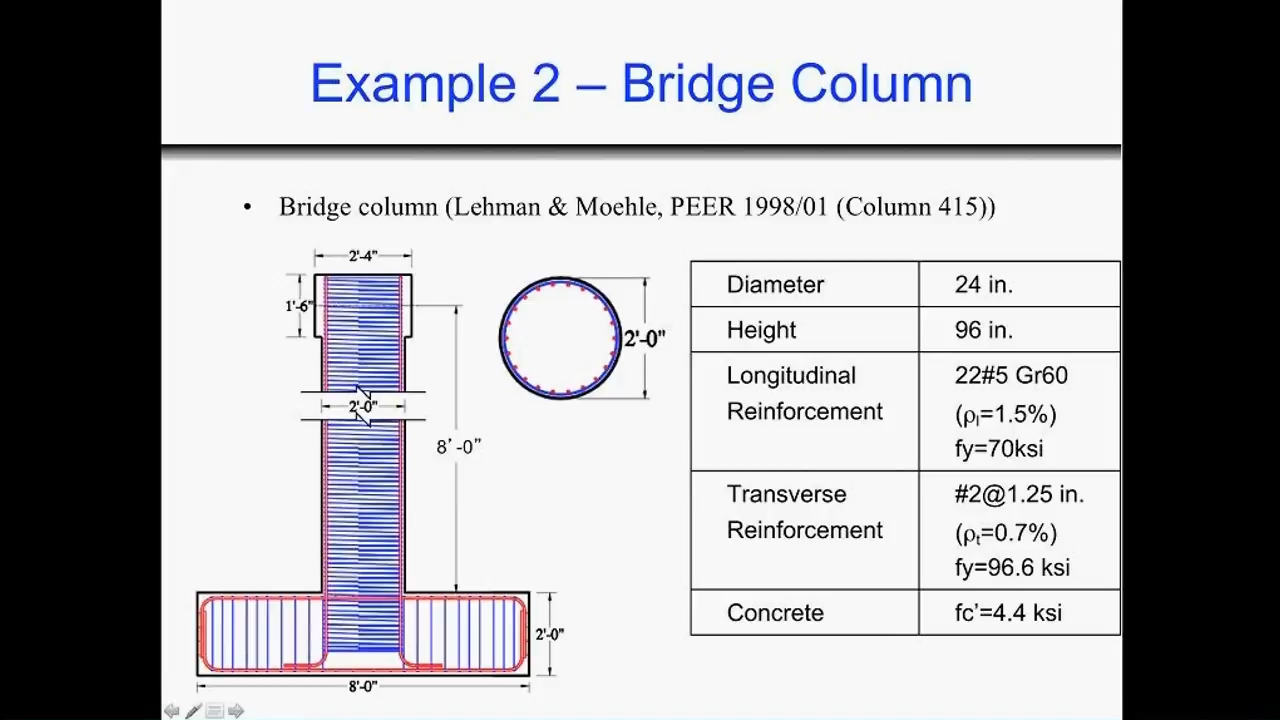 Example 2 – Bridge Column
• Bridge column (Lehman & Moehle, PEER 1998/01 (Column 415))
2'-4"
1'-6"
2'-0"
8'-0"
2'-0"
8'-0"
2'-0"
Diameter 24 in.
Height 96 in.
Longitudinal 22#5 Gr60
Reinforcement (ρl=1.5%)
fy=70ksi
Transverse #2@1.25 in.
Reinforcement (ρt=0.7%)
fy=96.6 ksi
Concrete fc'=4.4 ksi